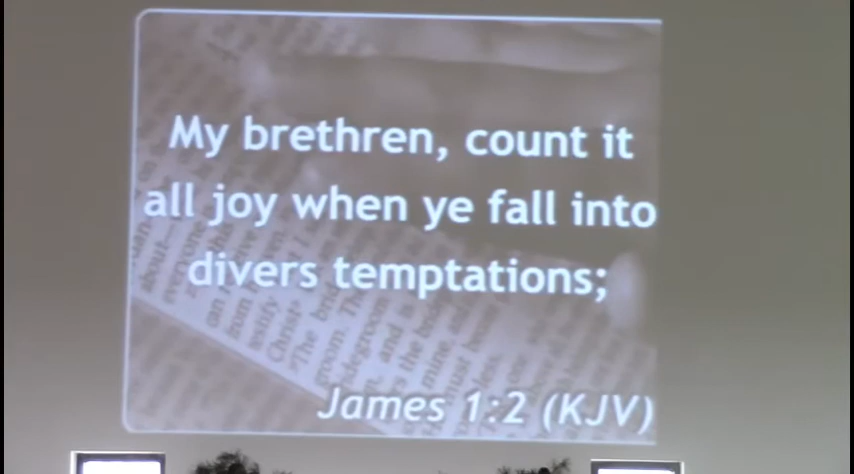 My brethren, count it
all joy when ye fall into
divers temptations;
James 1:2 (KJV)